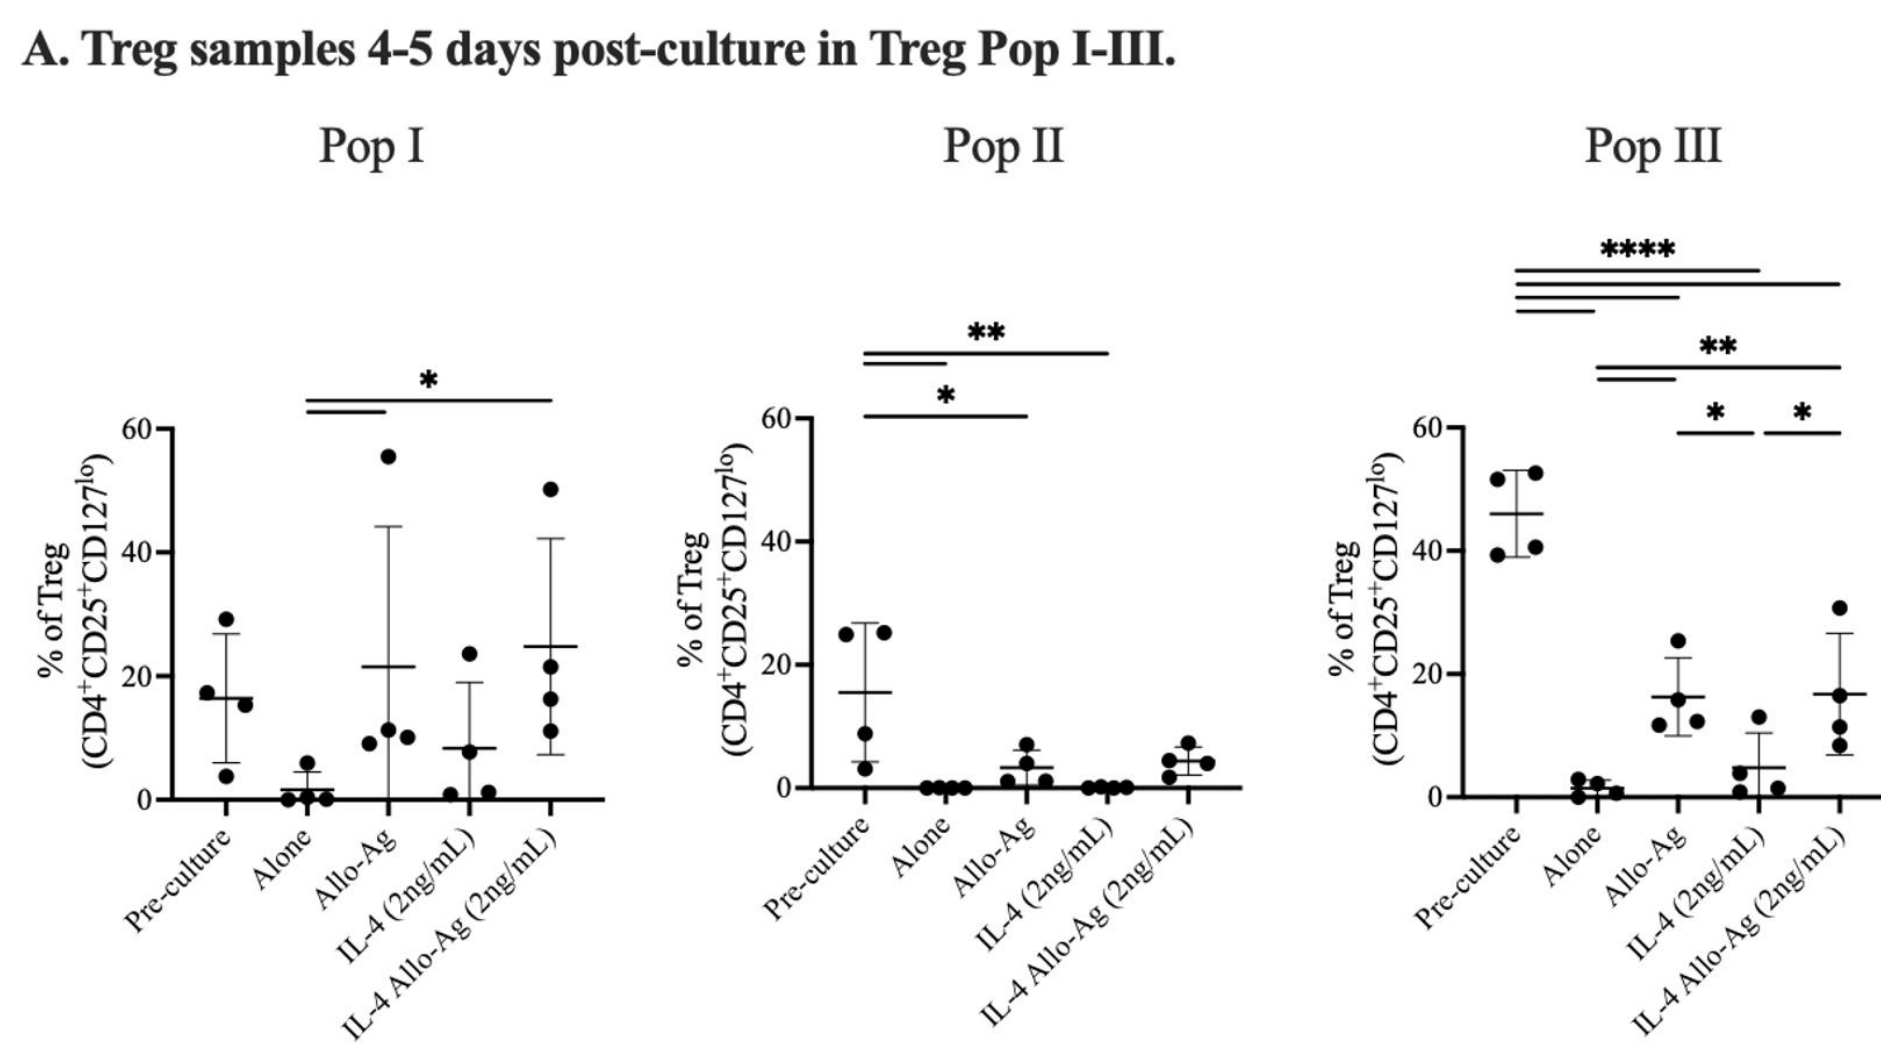 A. Treg samples 4-5 days post-culture in Treg Pop I-III.
Pop I
*
60
40
20
0
% of Treg
(CD4⁺CD25⁺CD127ˡᵒ)
Pre-culture
Alone
Allo-Ag
IL-4 (2ng/mL)
IL-4 Allo-Ag (2ng/mL)
Pop II
**
*
60
40
20
0
% of Treg
(CD4⁺CD25⁺CD127ˡᵒ)
Pre-culture
Alone
Allo-Ag
IL-4 (2ng/mL)
IL-4 Allo-Ag (2ng/mL)
Pop III
****
**
* *
60
40
20
0
% of Treg
(CD4⁺CD25⁺CD127ˡᵒ)
Pre-culture
Alone
Allo-Ag
IL-4 (2ng/mL)
IL-4 Allo-Ag (2ng/mL)